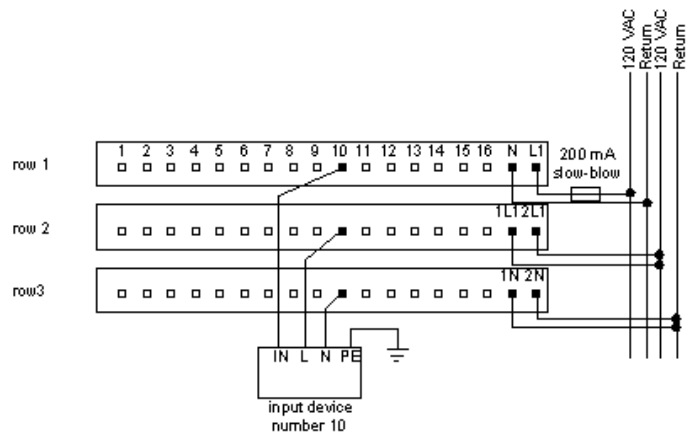 120 VAC
Return
120 VAC
Return
row 1
1 2 3 4 5 6 7 8 9 10 11 12 13 14 15 16 N L1
200 mA
slow-blow
row 2
1L1 2L1
row3
1N 2N
IN L N PE
input device
number 10